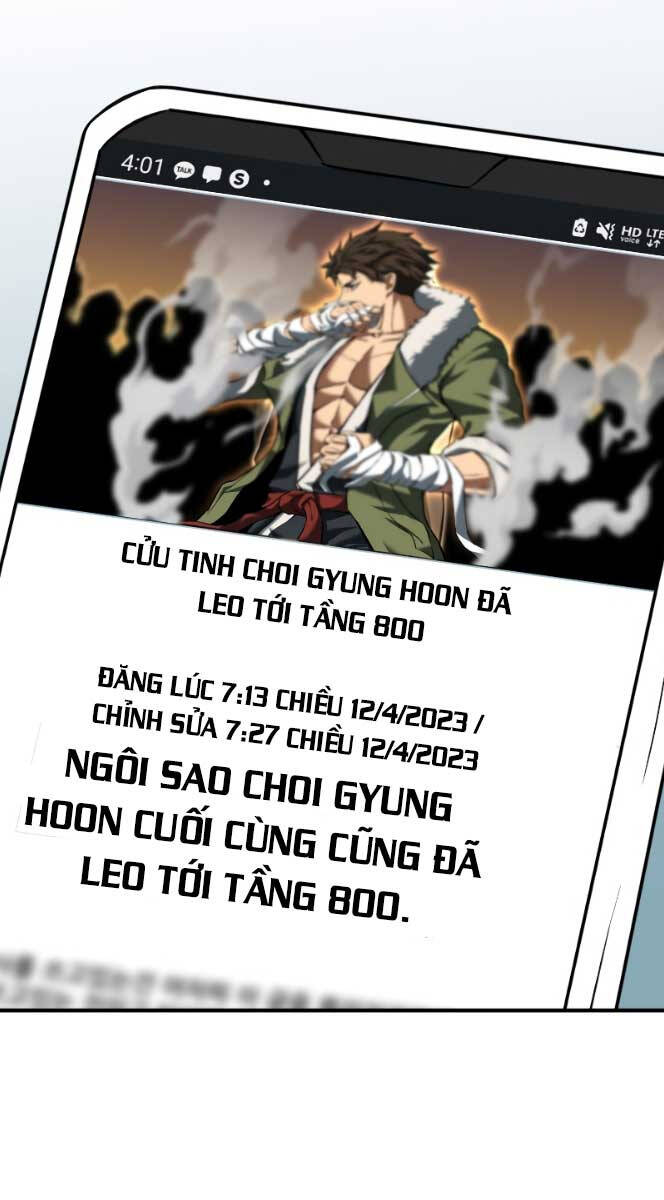 4:01 TALK S
HD voice LTE
CỬU TINH CHOI GYUNG HOON ĐÃ
LEO TỚI TẦNG 800
ĐĂNG LÚC 7:13 CHIỀU 12/4/2023 /
CHỈNH SỬA 7:27 CHIỀU 12/4/2023
NGÔI SAO CHOI GYUNG
HOON CUỐI CÙNG CŨNG ĐÃ
LEO TỚI TẦNG 800.